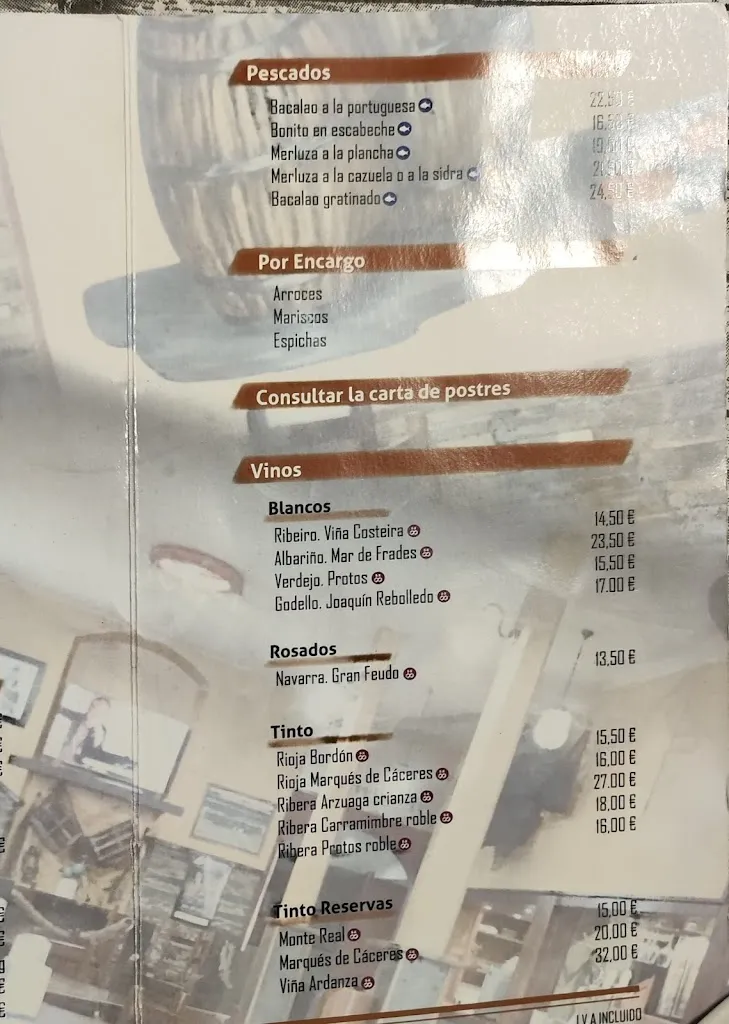 Pescados
Bacalao a la portuguesa
Bonito en escabeche
Merluza a la plancha
Merluza a la cazuela o a la sidra
Bacalao gratinado
Por Encargo
Arroces
Mariscos
Espichas
Consultar la carta de postres
Vinos
Blancos
Ribeiro. Viña Costeira 14,50 €
Albariño. Mar de Frades 23,50 €
Verdejo. Protos 15,50 €
Godello. Joaquín Rebolledo 17.00 €
Rosados
Navarra. Gran Feudo 13,50 €
Tinto
Rioja Bordón 15,50 €
Rioja Marqués de Cáceres 16,00 €
Ribera Arzuaga crianza 27.00 €
Ribera Carramimbre roble 18,00 €
Ribera Protos roble 16,00 €
Tinto Reservas
Monte Real 15,00 €
Marqués de Cáceres 20,00 €
Viña Ardanza 32,00 €
I.V.A INCLUIDO